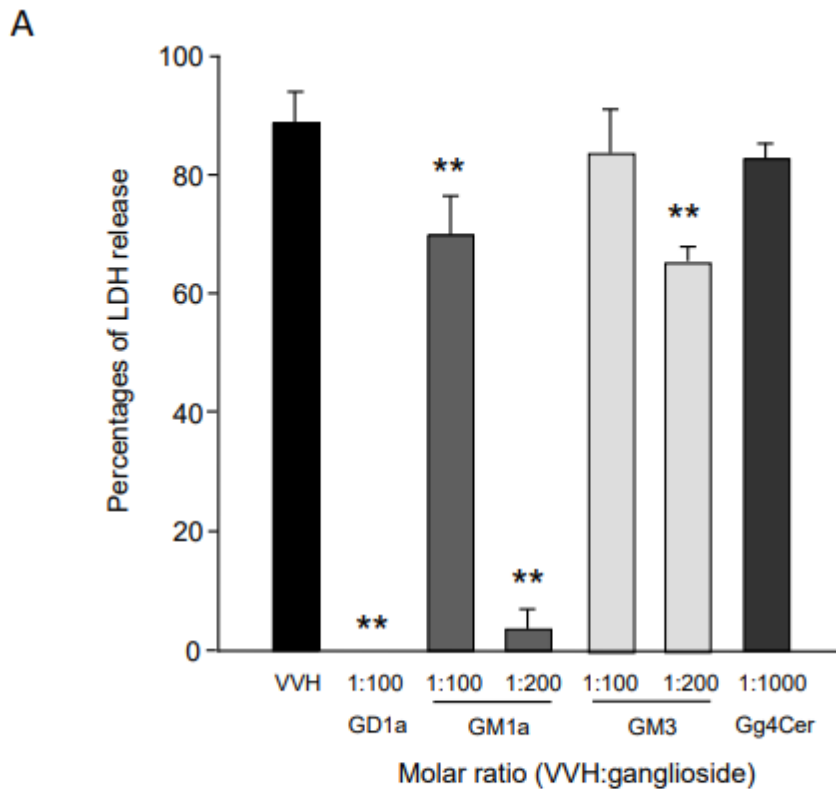 A
100
80
60
40
20
0
Percentages of LDH release
**
**
**
**
VVH 1:100 1:100 1:200 1:100 1:200 1:1000
GD1a GM1a GM3 Gg4Cer
Molar ratio (VVH:ganglioside)